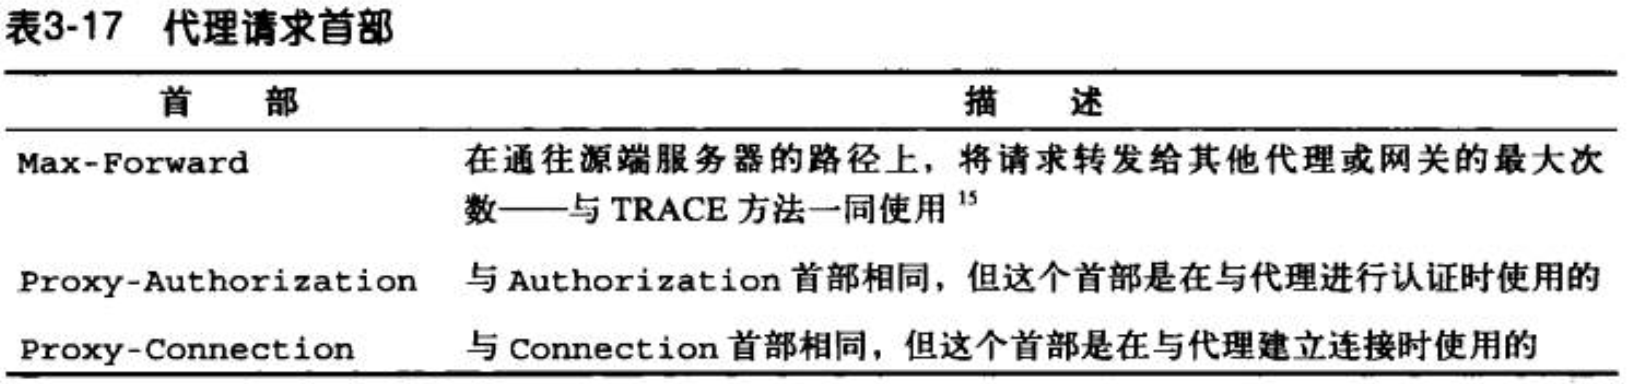 表3-17 代理请求首部
首 部 描 述
Max-Forward 在通往源端服务器的路径上，将请求转发给其他代理或网关的最大次
数——与 TRACE 方法一同使用 15
Proxy-Authorization 与 Authorization 首部相同，但这个首部是在与代理进行认证时使用的
Proxy-Connection 与 Connection 首部相同，但这个首部是在与代理建立连接时使用的